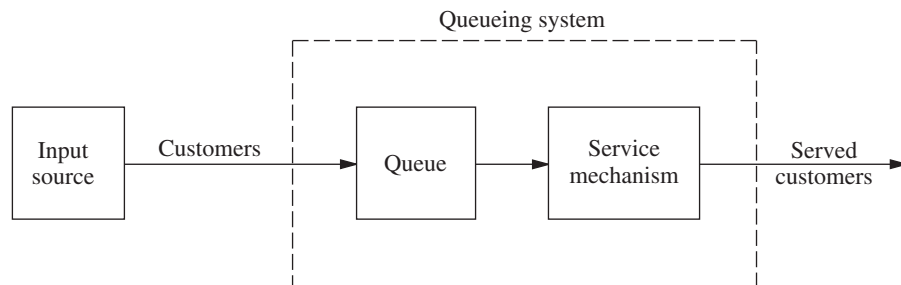 Queueing system
Input
source
Customers
Queue
Service
mechanism
Served
customers